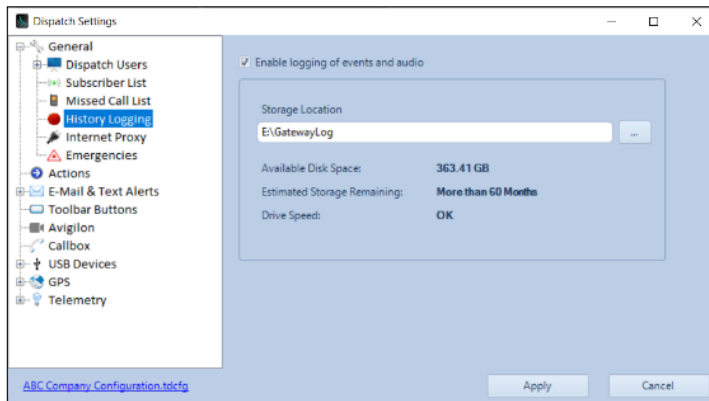 Dispatch Settings
General
Dispatch Users
Subscriber List
Missed Call List
History Logging
Internet Proxy
Emergencies
Actions
E-Mail & Text Alerts
Toolbar Buttons
Avigilon
Callbox
USB Devices
GPS
Telemetry
Enable logging of events and audio
Storage Location
E:\GatewayLog
...
Available Disk Space: 363.41 GB
Estimated Storage Remaining: More than 60 Months
Drive Speed: OK
ABC Company Configuration.tdcfg
Apply Cancel